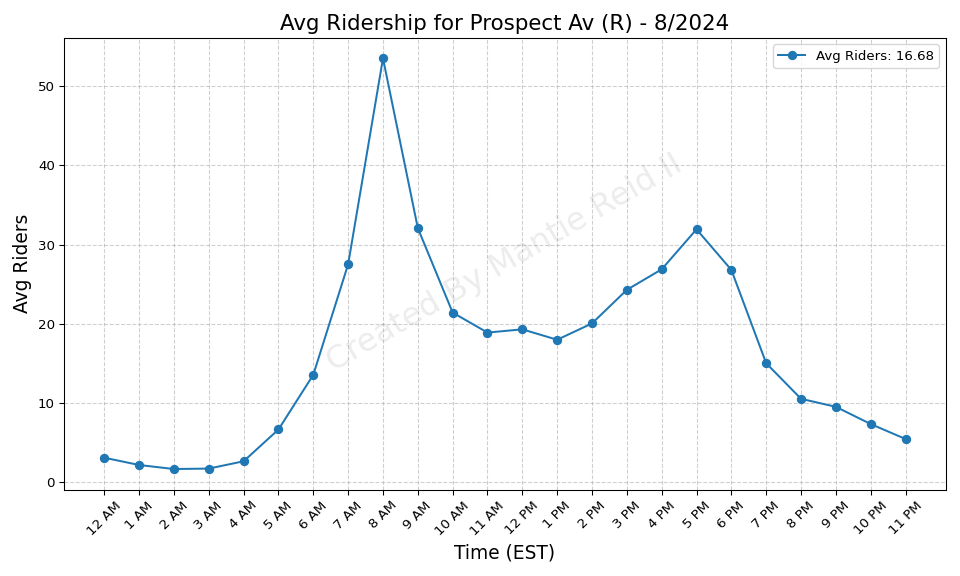 Avg Ridership for Prospect Av (R) - 8/2024
Avg Riders: 16.68
Avg Riders
50
40
30
20
10
0
Created By Mantie Reid II
12 AM
1 AM
2 AM
3 AM
4 AM
5 AM
6 AM
7 AM
8 AM
9 AM
10 AM
11 AM
12 PM
1 PM
2 PM
3 PM
4 PM
5 PM
6 PM
7 PM
8 PM
9 PM
10 PM
11 PM
Time (EST)